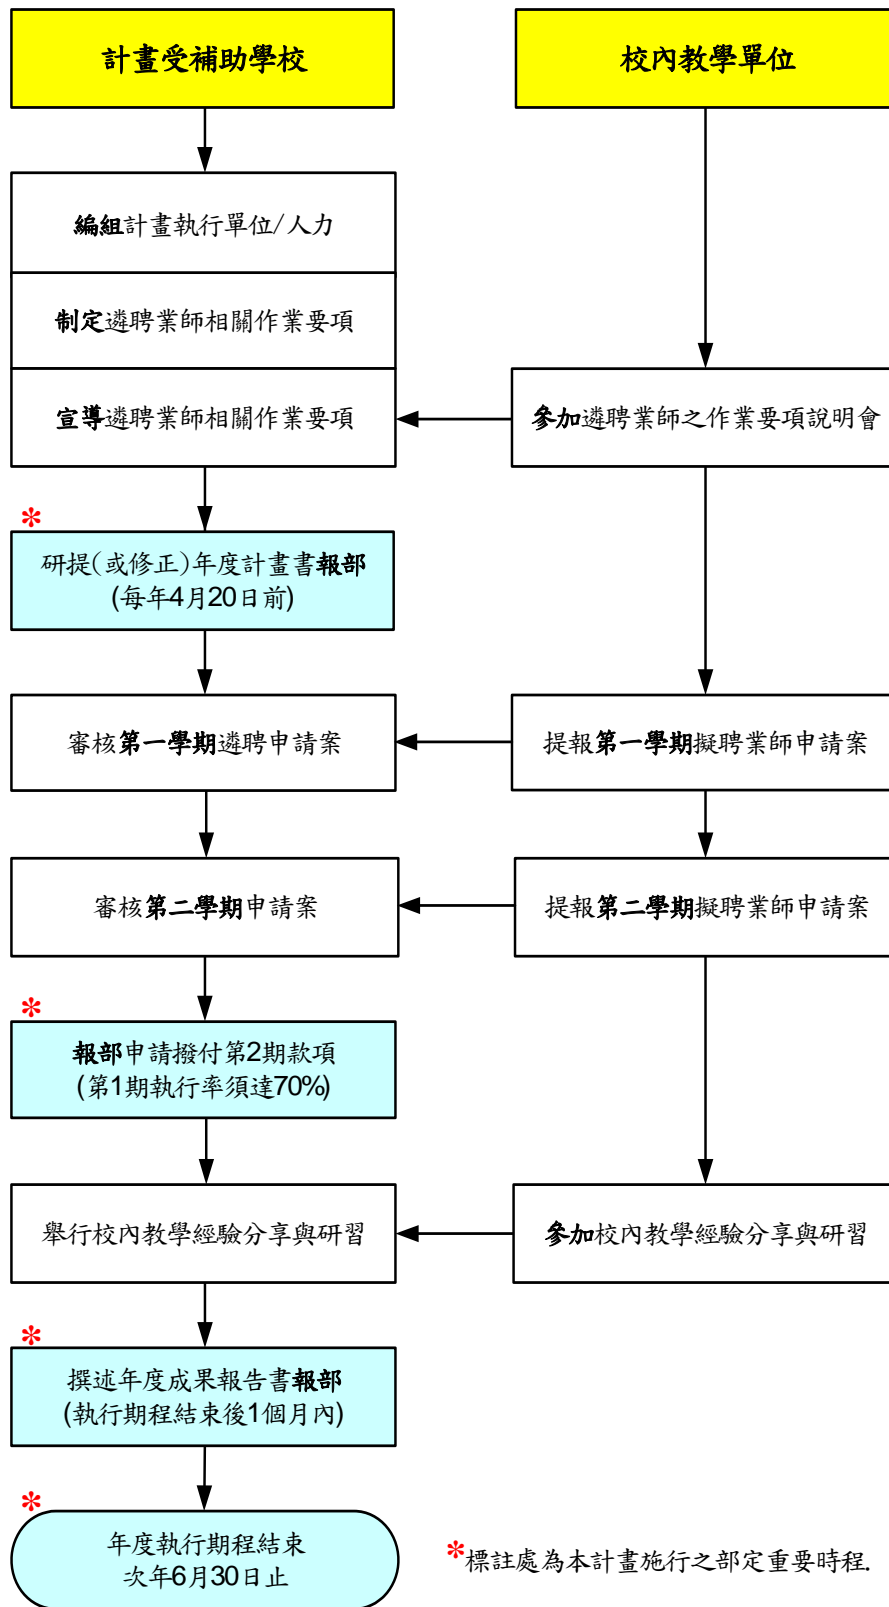 計畫受補助學校
校內教學單位
編組計畫執行單位/人力
制定遴聘業師相關作業要項
宣導遴聘業師相關作業要項
參加遴聘業師之作業要項說明會
*
研提(或修正)年度計畫書報部
(每年4月20日前)
審核第一學期遴聘申請案
提報第一學期擬聘業師申請案
審核第二學期申請案
提報第二學期擬聘業師申請案
*
報部申請撥付第2期款項
(第1期執行率須達70%)
舉行校內教學經驗分享與研習
參加校內教學經驗分享與研習
*
撰述年度成果報告書報部
(執行期程結束後1個月內)
*
年度執行期程結束
次年6月30日止
*標註處為本計畫施行之部定重要時程.